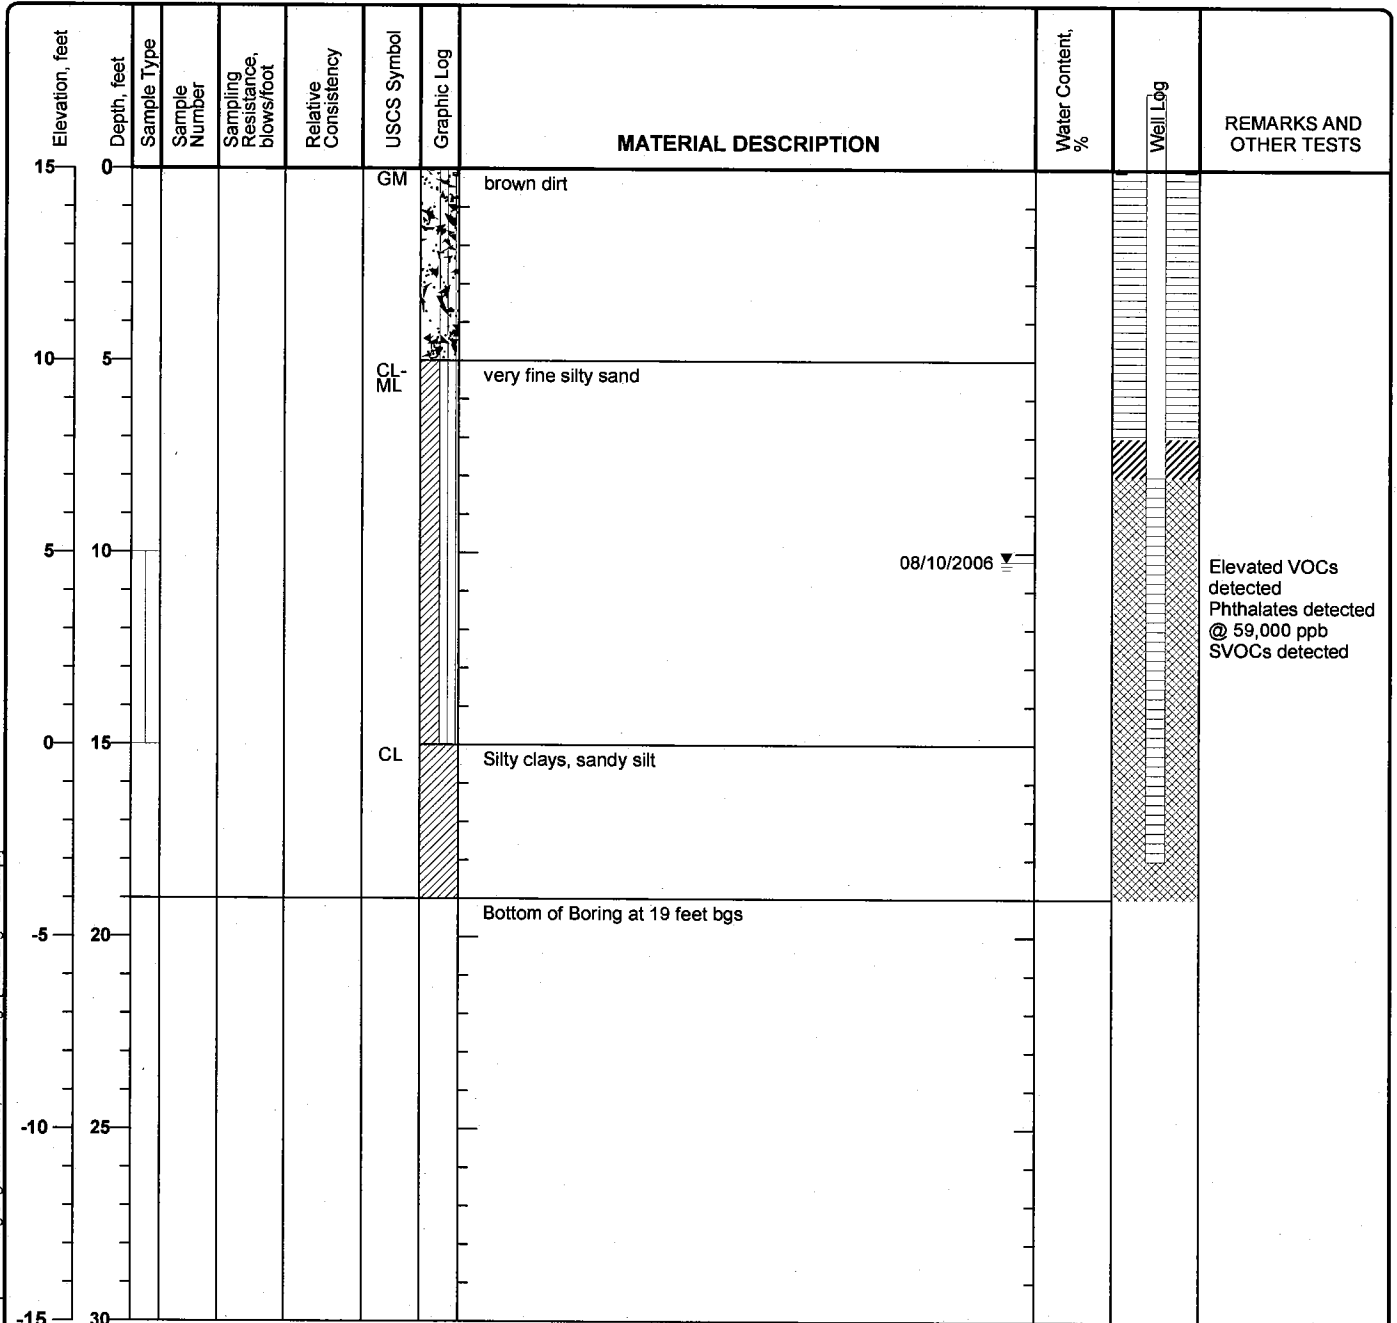 Elevation, feet
Depth, feet
Sample Type
Sample
Number
Sampling
Resistance,
blows/foot
Relative
Consistency
USCS Symbol
Graphic Log
MATERIAL DESCRIPTION
Water Content,
%
Well Log
REMARKS AND
OTHER TESTS
15 0
GM brown dirt
10 5
CL-
ML
very fine silty sand
5 10
08/10/2006
Elevated VOCs
detected
Phthalates detected
@ 59,000 ppb
SVOCs detected
0 15
CL Silty clays, sandy silt
Bottom of Boring at 19 feet bgs
-5 20
-10 25
-15 30